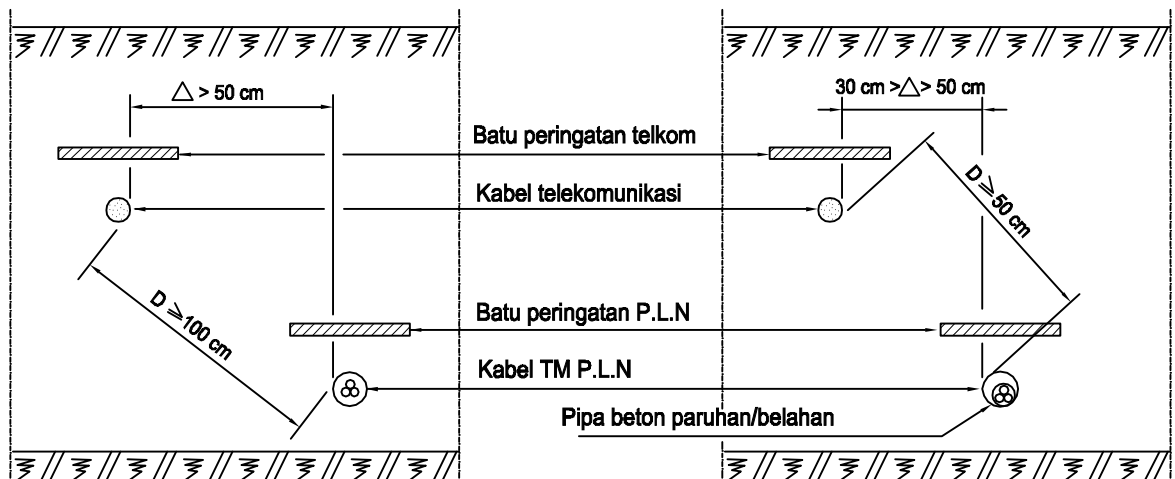 △ > 50 cm
30 cm >△> 50 cm
Batu peringatan telkom
Kabel telekomunikasi
D ⩾ 50 cm
D ⩾ 100 cm
Batu peringatan P.L.N
Kabel TM P.L.N
Pipa beton paruhan/belahan